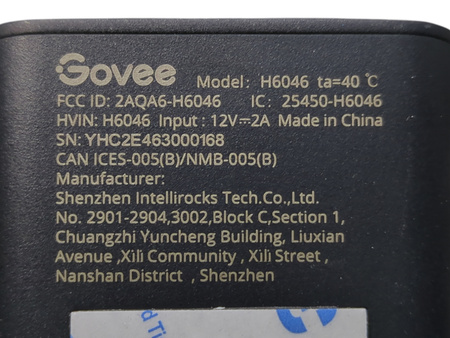 Govee Model: H6046 ta=40 ℃
FCC ID: 2AQA6-H6046 IC: 25450-H6046
HVIN: H6046 Input: 12V⎓2A Made in China
SN: YHC2E463000168
CAN ICES-005(B)/NMB-005(B)
Manufacturer:
Shenzhen Intellirocks Tech.Co.,Ltd.
No. 2901-2904,3002,Block C,Section 1,
Chuangzhi Yuncheng Building, Liuxian
Avenue ,Xili Community , Xili Street ,
Nanshan District , Shenzhen